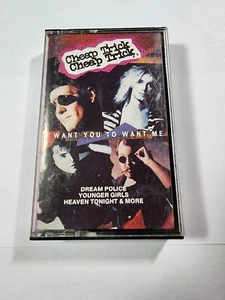 Cheap Trick
Cheap Trick.
I WANT YOU TO WANT ME
DREAM POLICE
YOUNGER GIRLS
HEAVEN TONIGHT & MORE